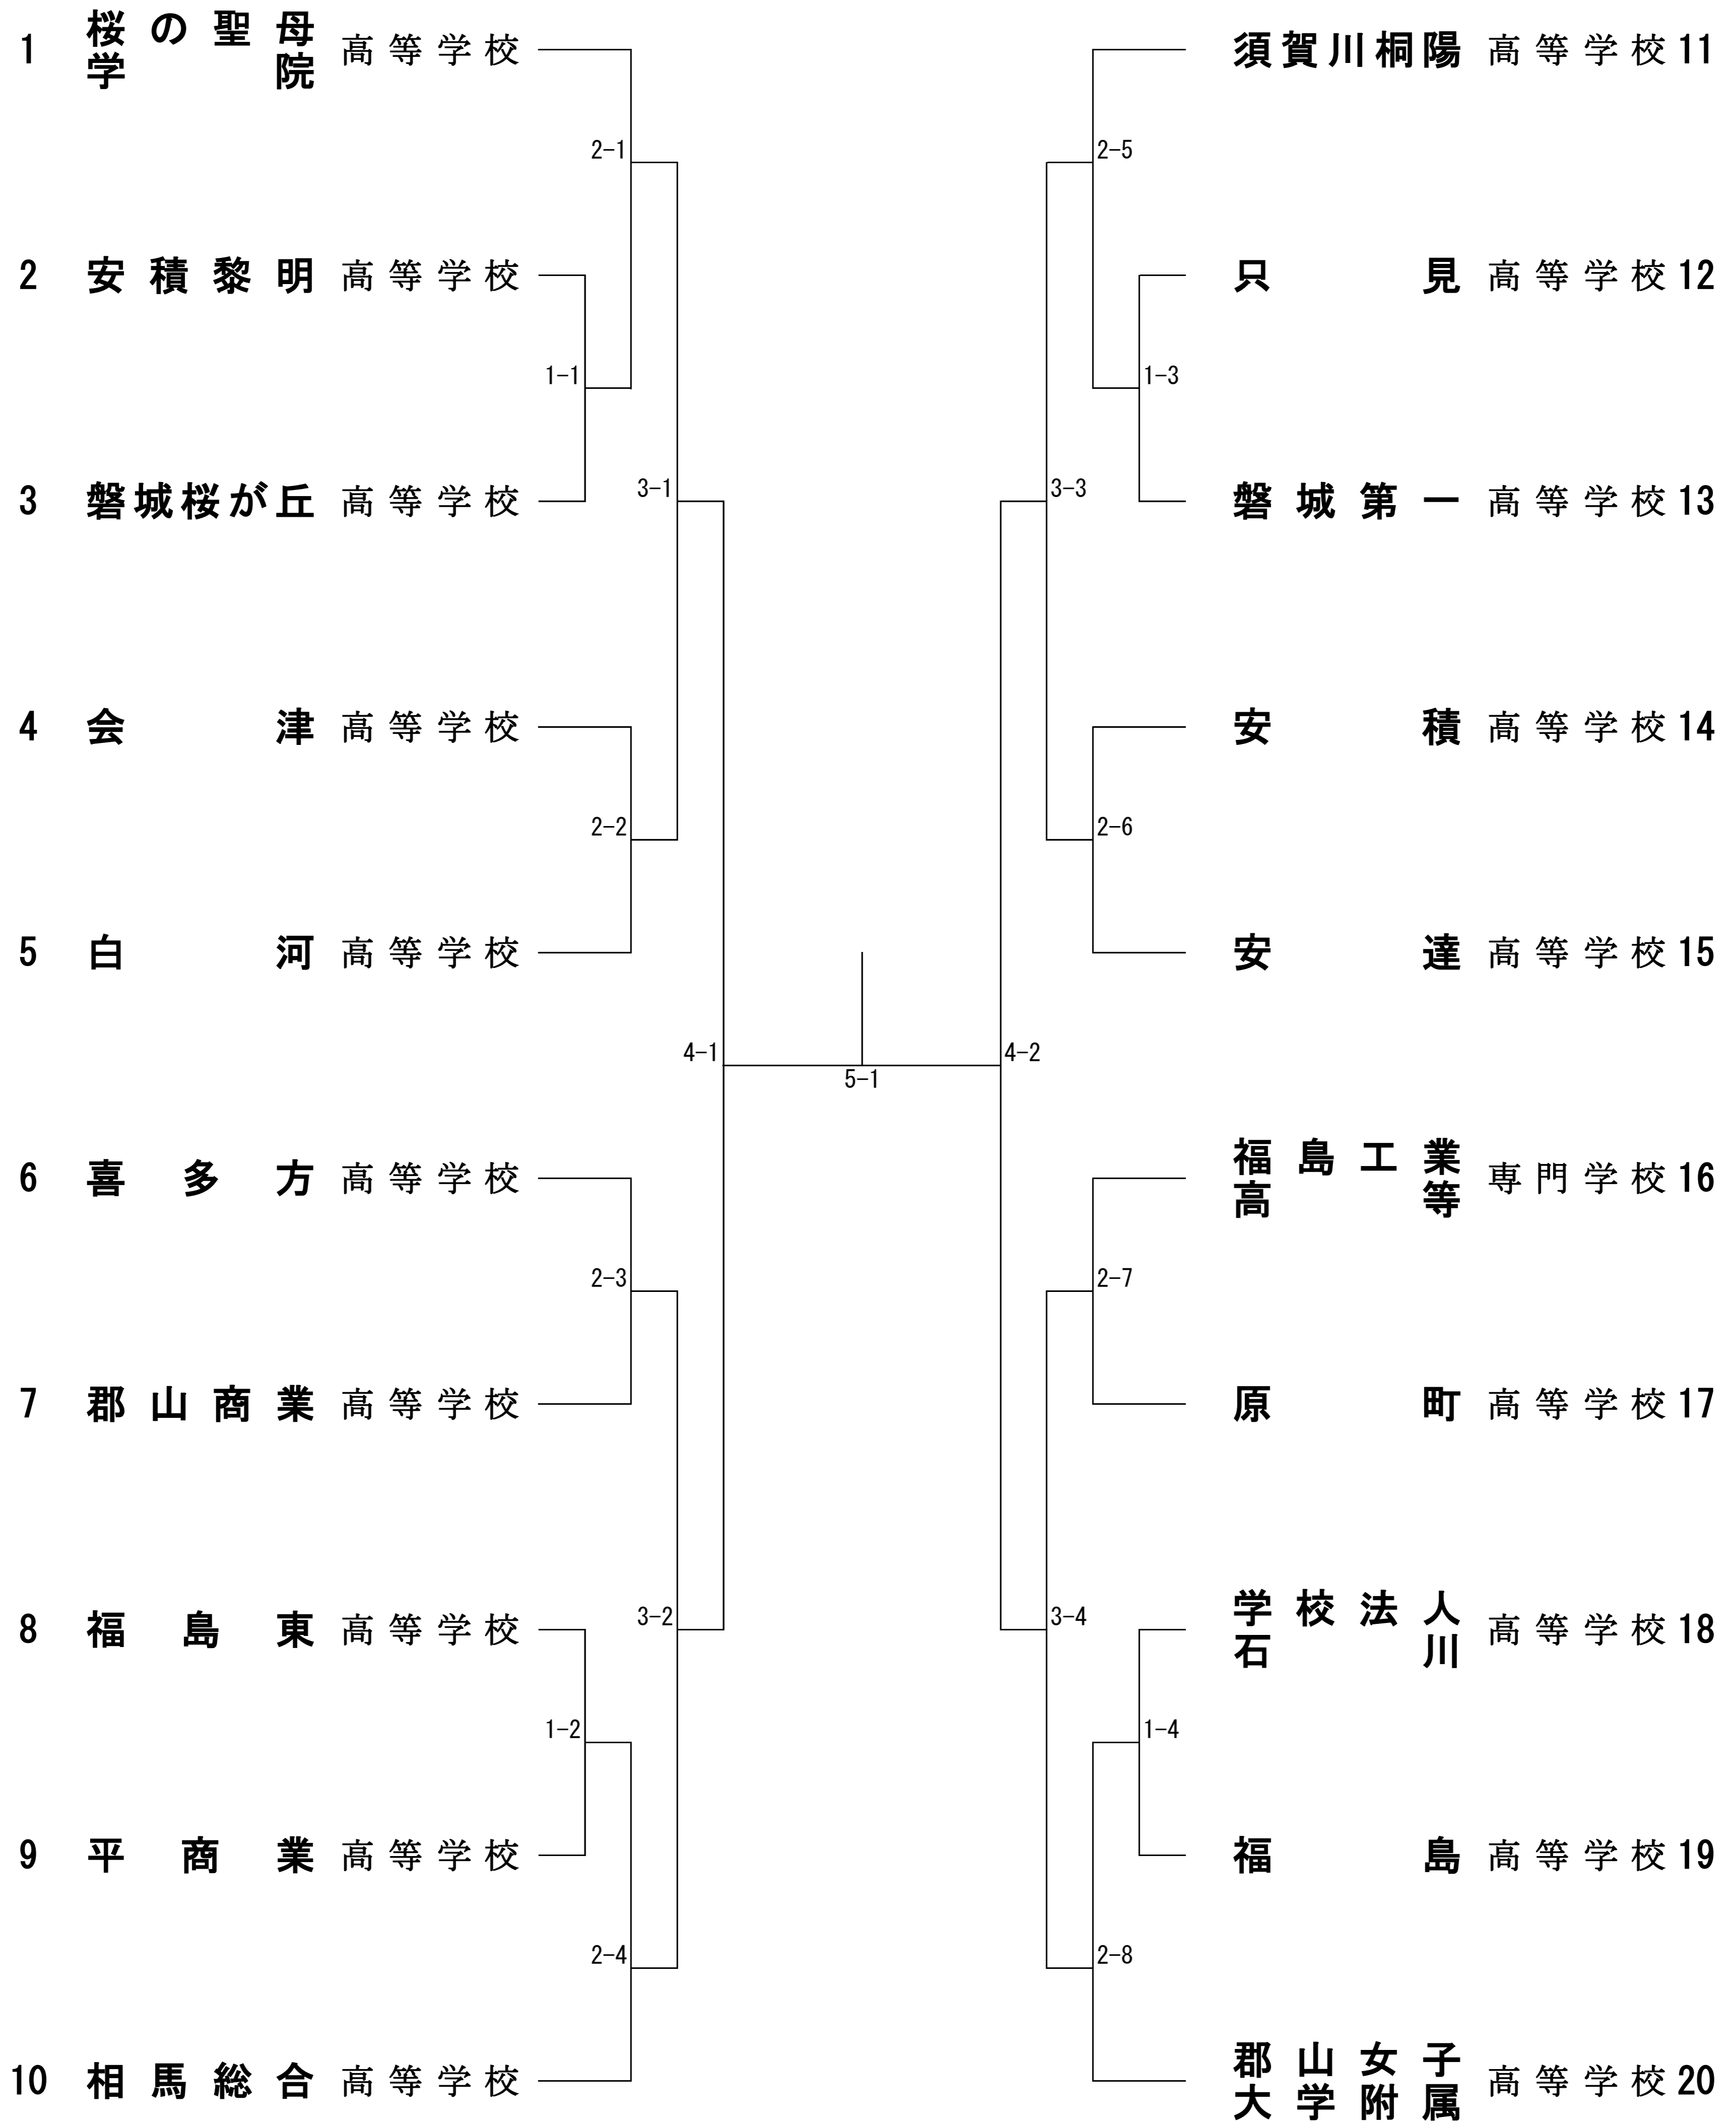 1 桜の聖母学院 高等学校
2-1
2 安積黎明 高等学校
1-1
3 磐城桜が丘 高等学校
3-1
4 会津 高等学校
2-2
5 白河 高等学校
4-1
6 喜多方 高等学校
2-3
7 郡山商業 高等学校
8 福島東 高等学校
3-2
1-2
9 平商業 高等学校
2-4
10 相馬総合 高等学校
5-1
須賀川桐陽 高等学校 11
2-5
只見 高等学校 12
1-3
磐城第一 高等学校 13
3-3
安積 高等学校 14
2-6
安達 高等学校 15
4-2
福島工業高等 専門学校 16
2-7
原町 高等学校 17
学校法人石川 高等学校 18
3-4
1-4
福島 高等学校 19
2-8
郡山女子大学附属 高等学校 20